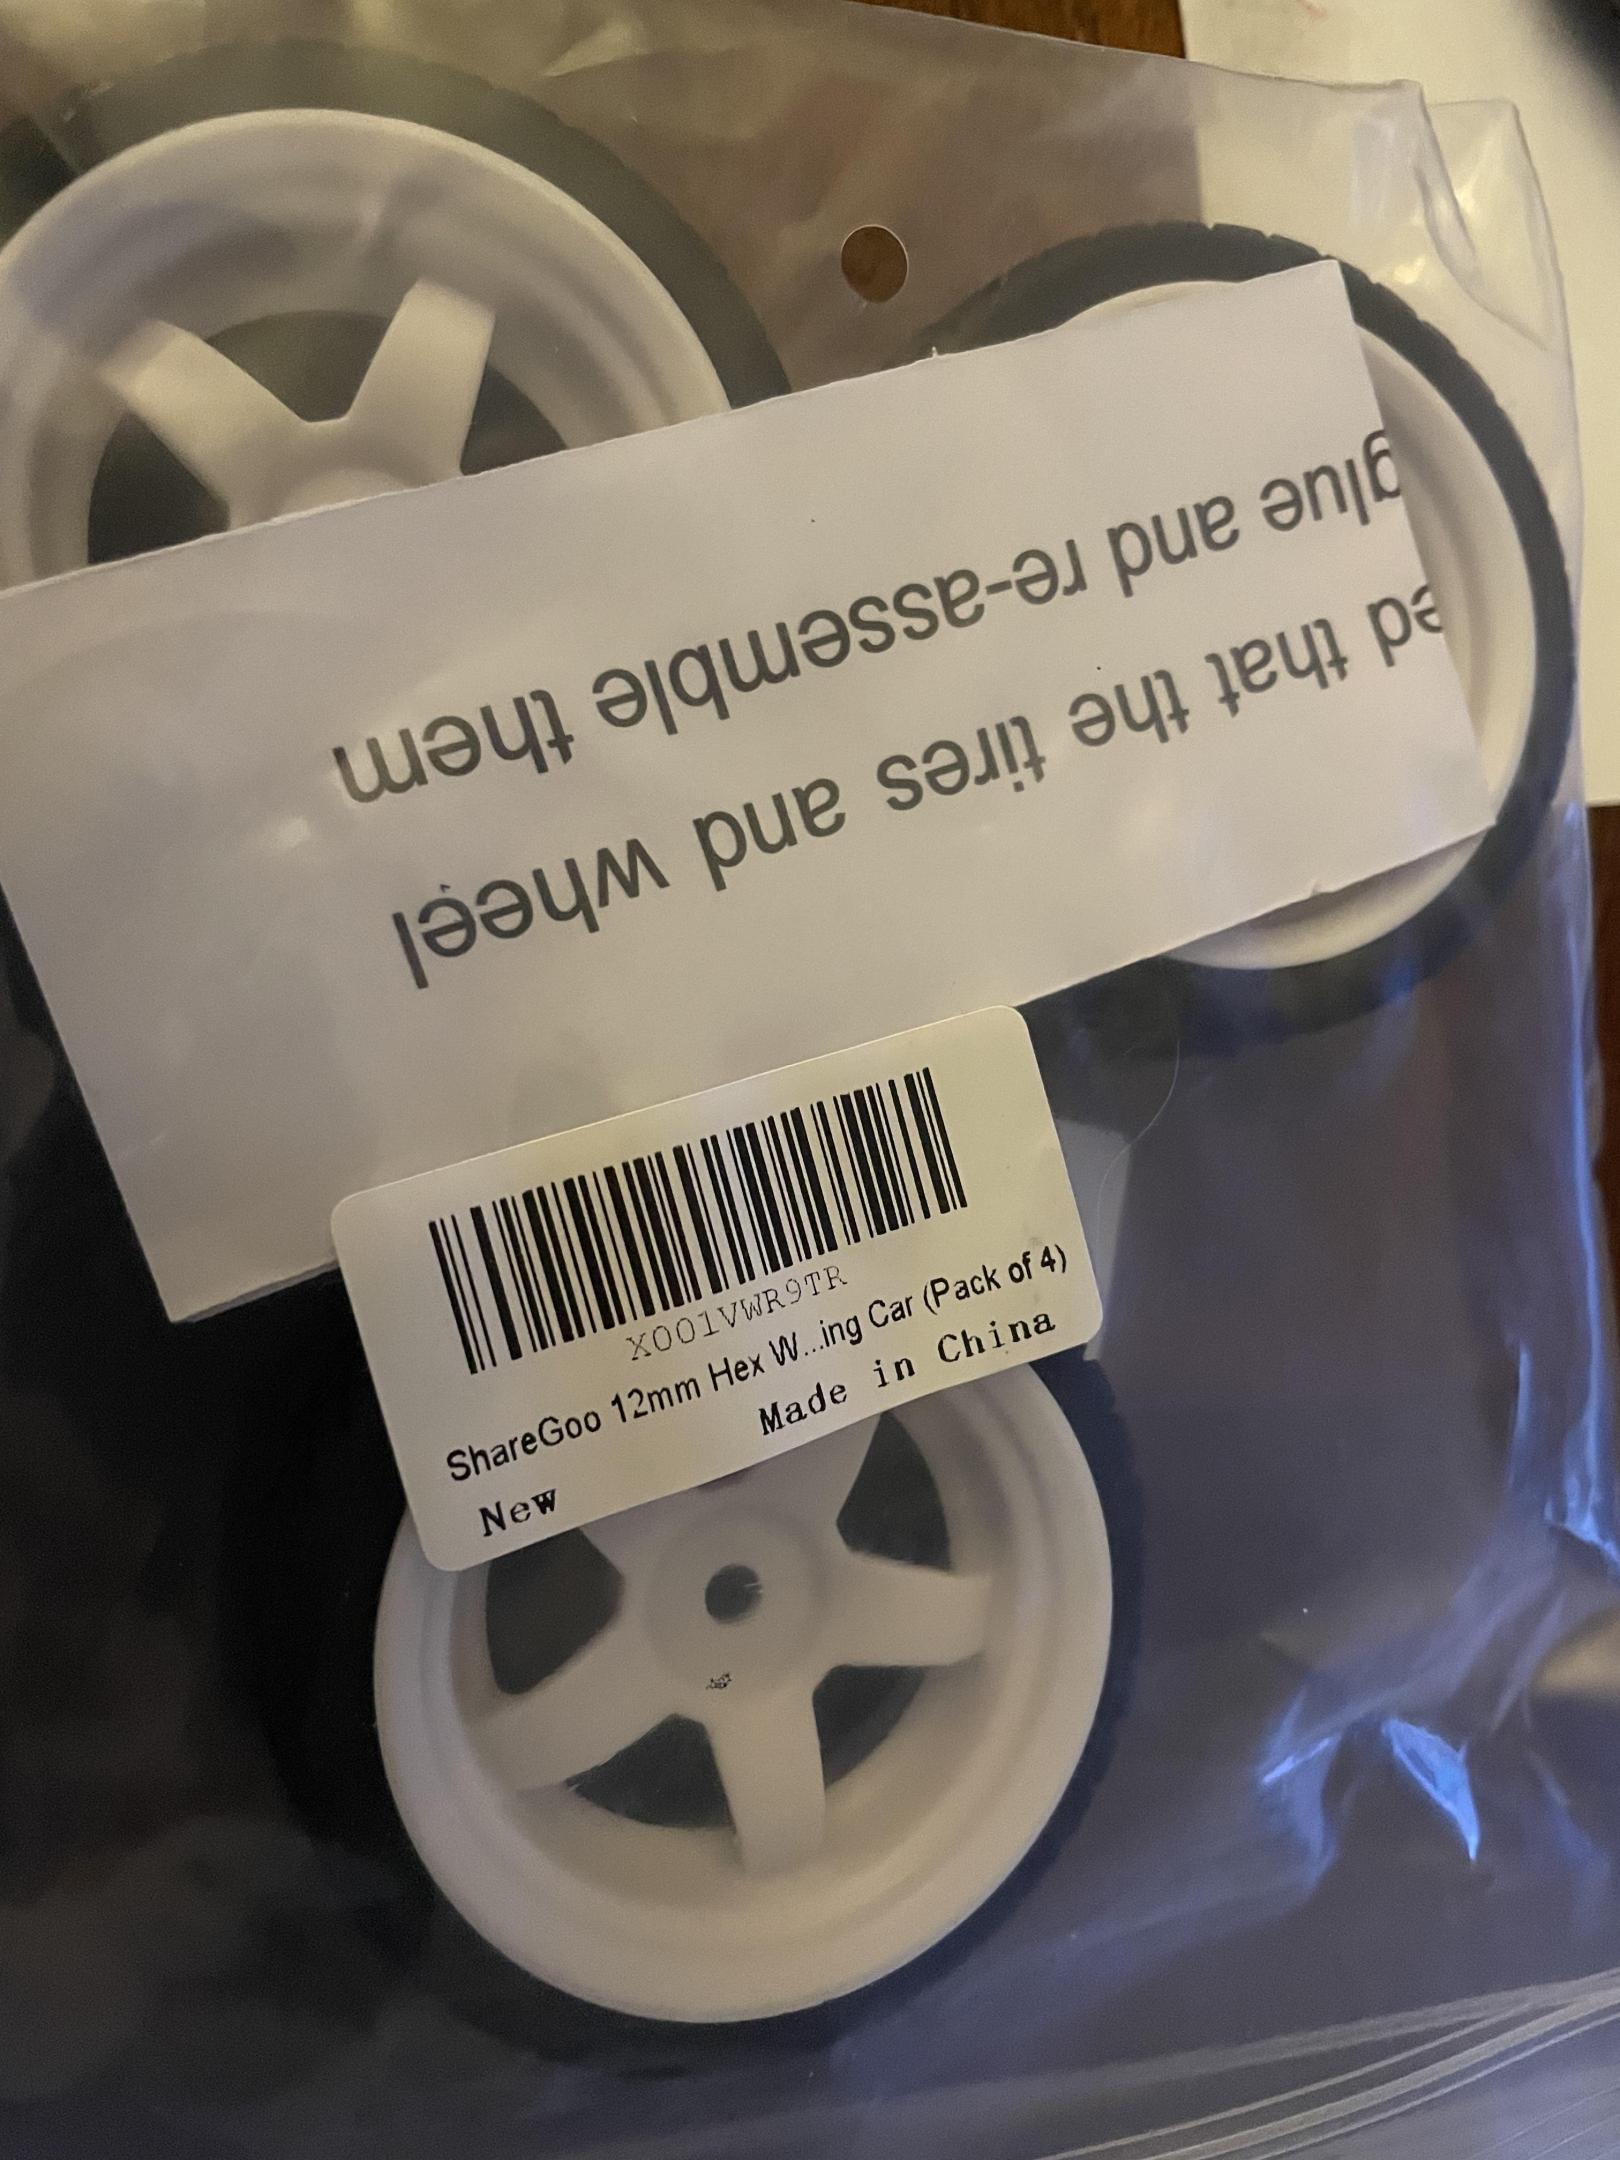 ed that the tires and wheel
glue and re-assemble them
X001VWR9TR
ShareGoo 12mm Hex W...ing Car (Pack of 4)
New
Made in China